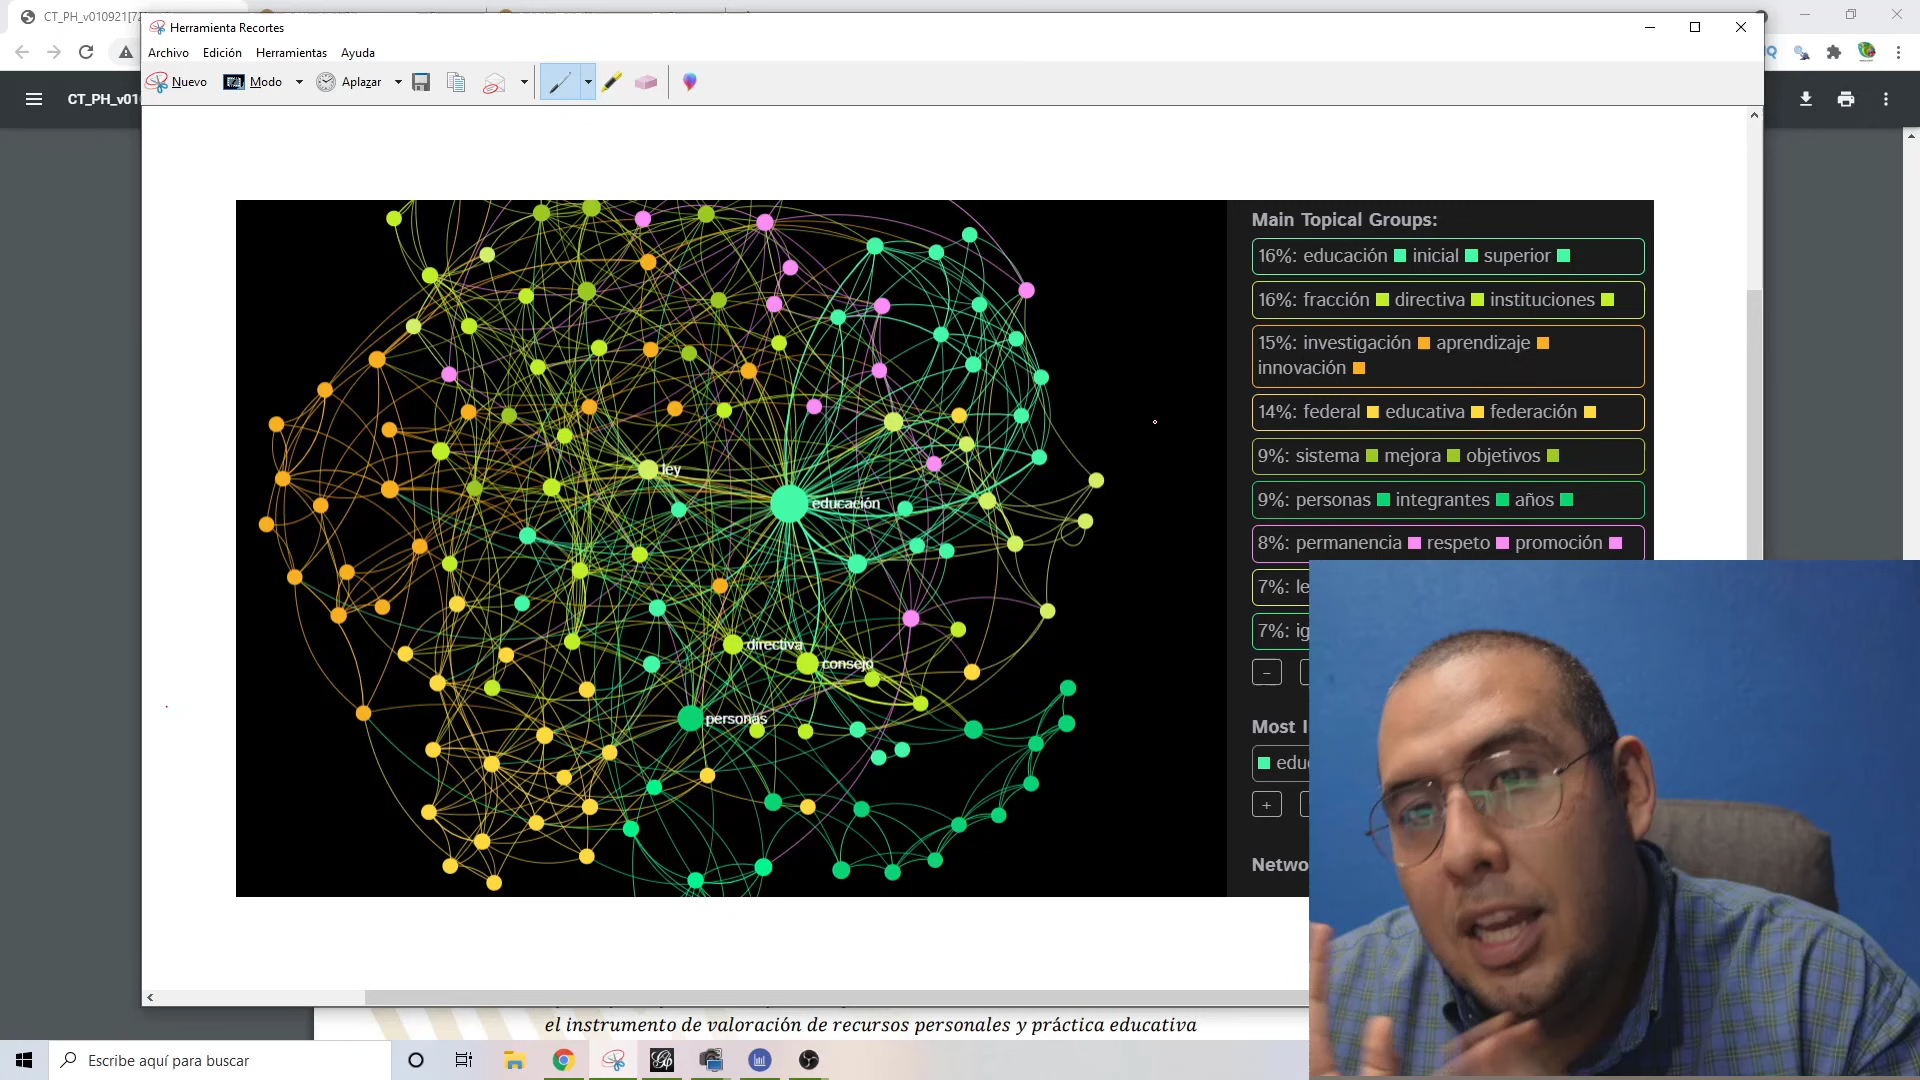 CT_PH_v010921[7
Herramienta Recortes
Archivo Edición Herramientas Ayuda
Nuevo Modo Aplazar
CT_PH_v01
Main Topical Groups:
16%: educación inicial superior
16%: fracción directiva instituciones
15%: investigación aprendizaje
innovación
14%: federal educativa federación
9%: sistema mejora objetivos
9%: personas integrantes años
8%: permanencia respeto promoción
7%: le
7%: ig
ley
educación
directiva
consejo
personas
Most I
educ
Netwo
el instrumento de valoración de recursos personales y práctica educativa
Escribe aquí para buscar